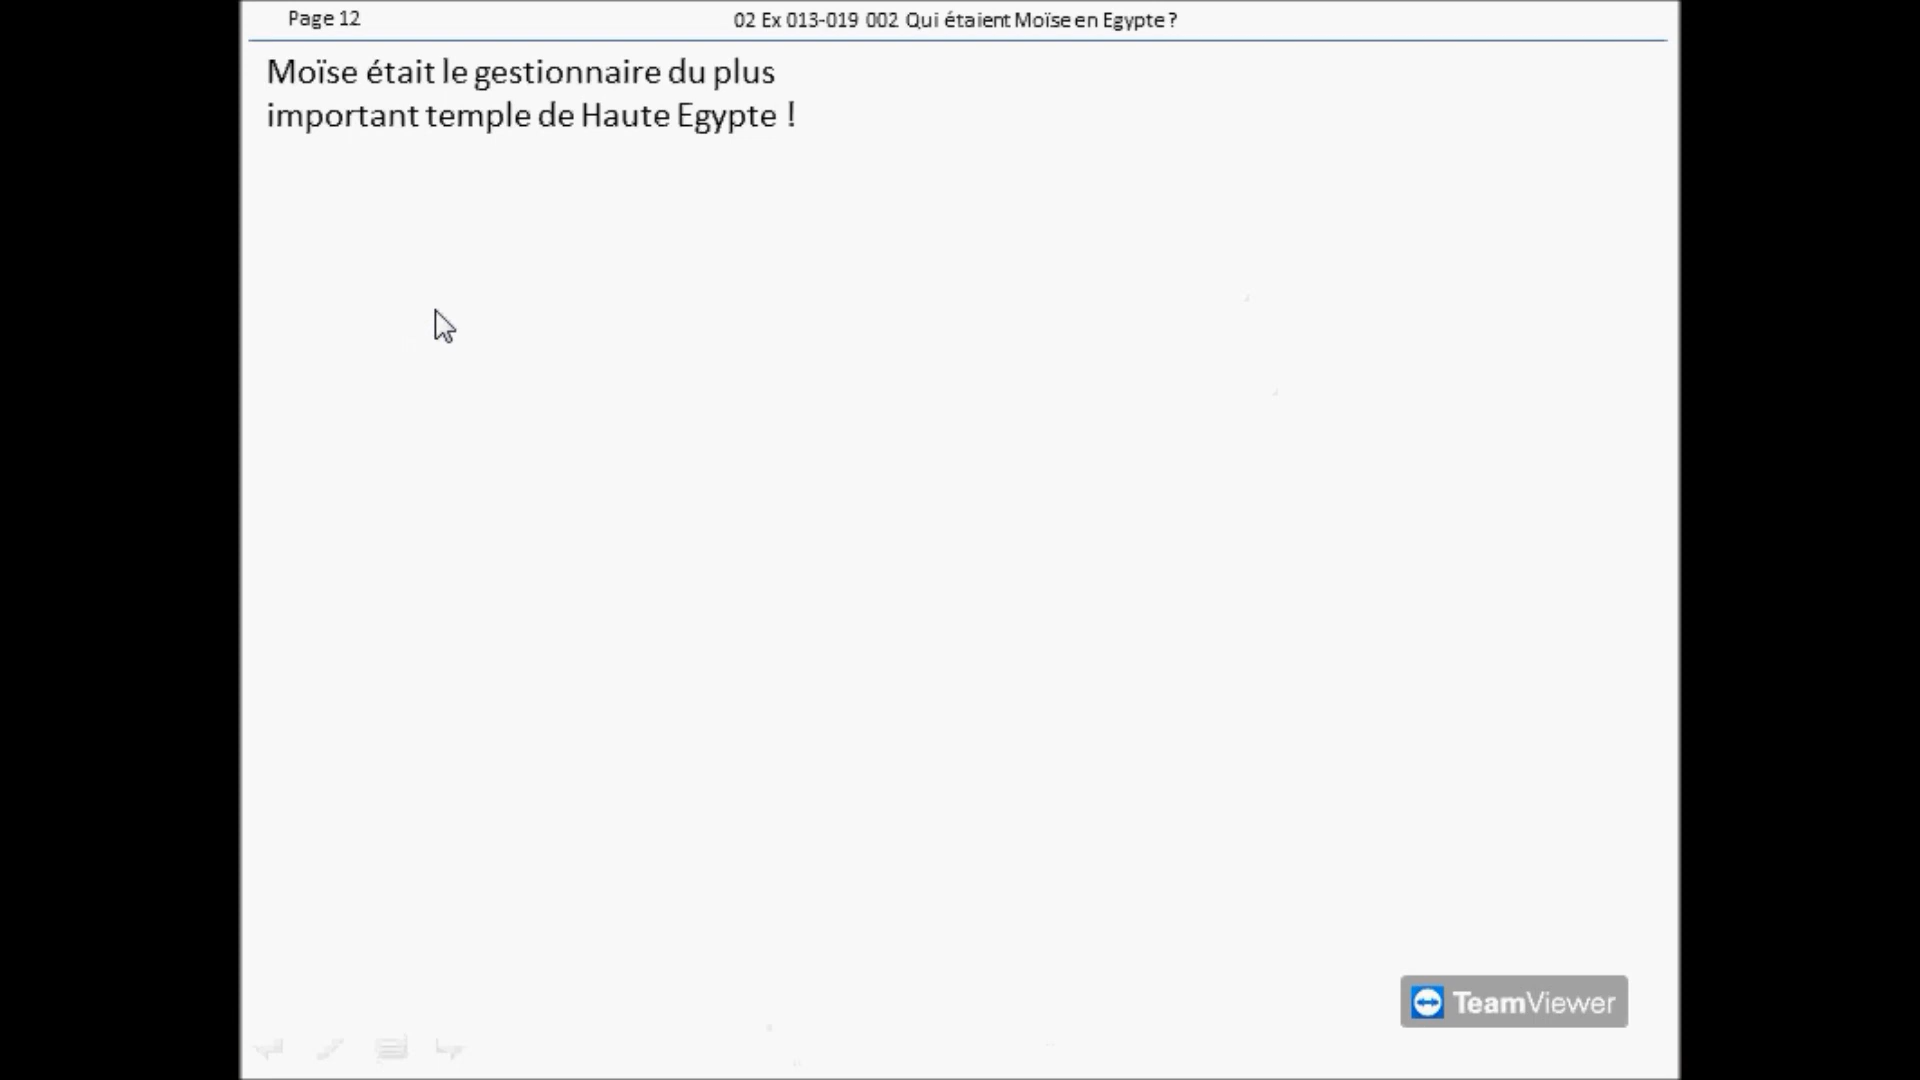 Page 12
02 Ex 013-019 002 Qui étaient Moïse en Egypte ?
Moïse était le gestionnaire du plus
important temple de Haute Egypte !
TeamViewer